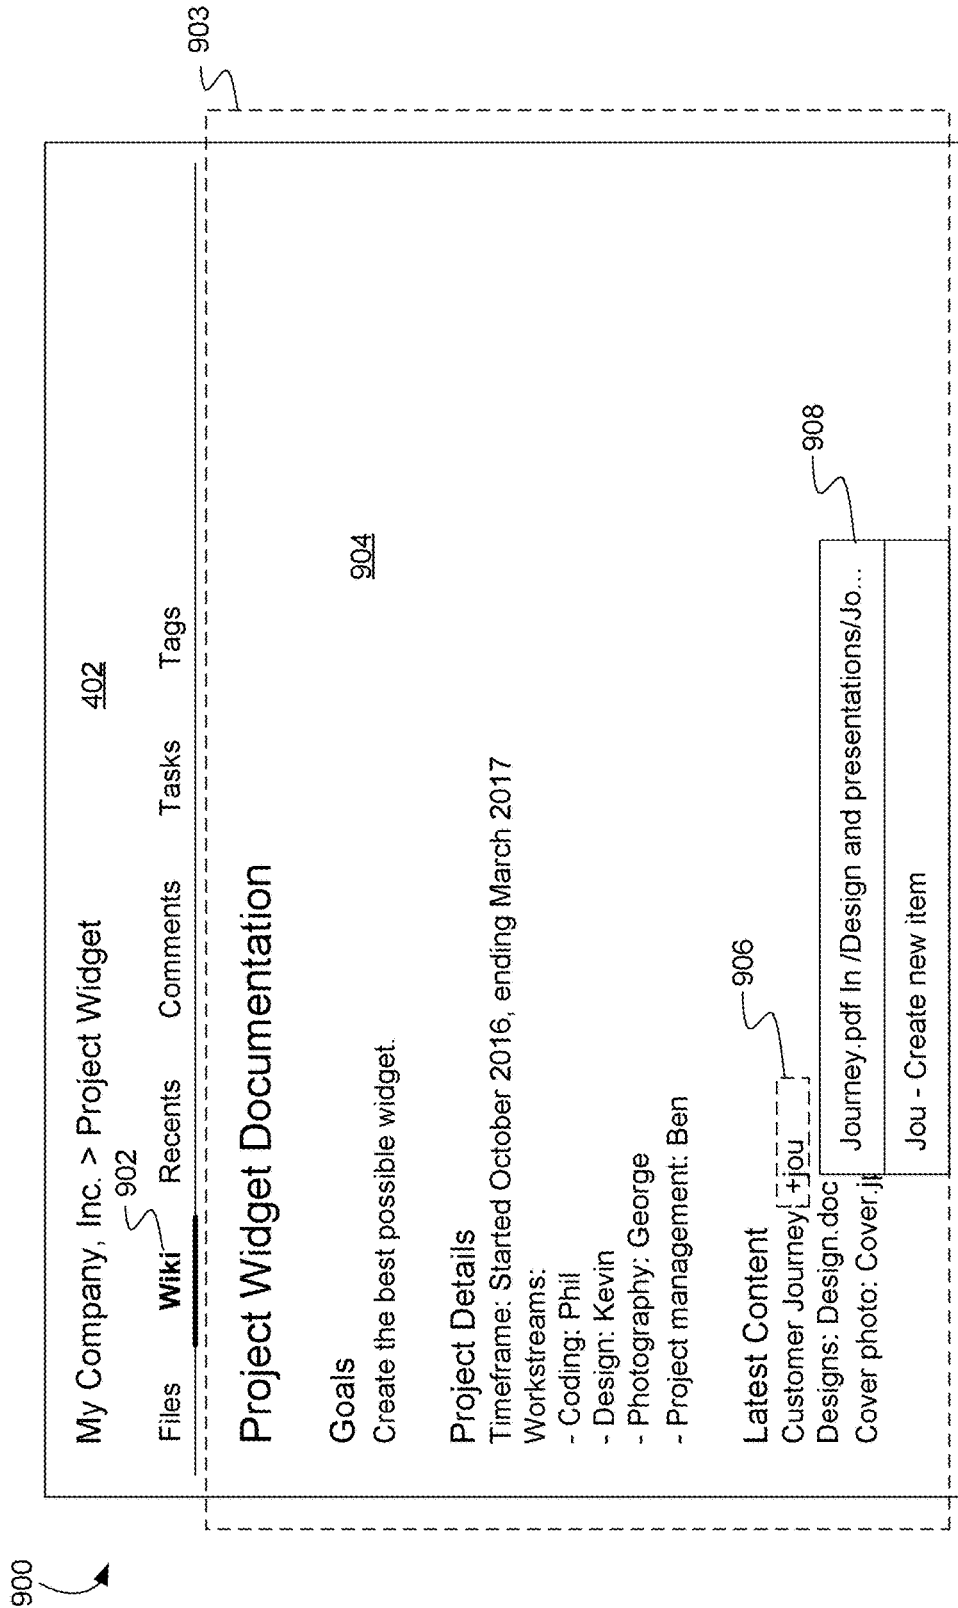 900
My Company, Inc. > Project Widget
402
902
Files Wiki Recents Comments Tasks Tags
903
Project Widget Documentation
Goals
904
Create the best possible widget.
Project Details
Timeframe: Started October 2016, ending March 2017
Workstreams:
- Coding: Phil
- Design: Kevin
- Photography: George
- Project management: Ben
Latest Content
906
Customer Journey: +jou
908
Designs: Design.doc
Journey.pdf In /Design and presentations/Jo...
Cover photo: Cover.j
Jou - Create new item